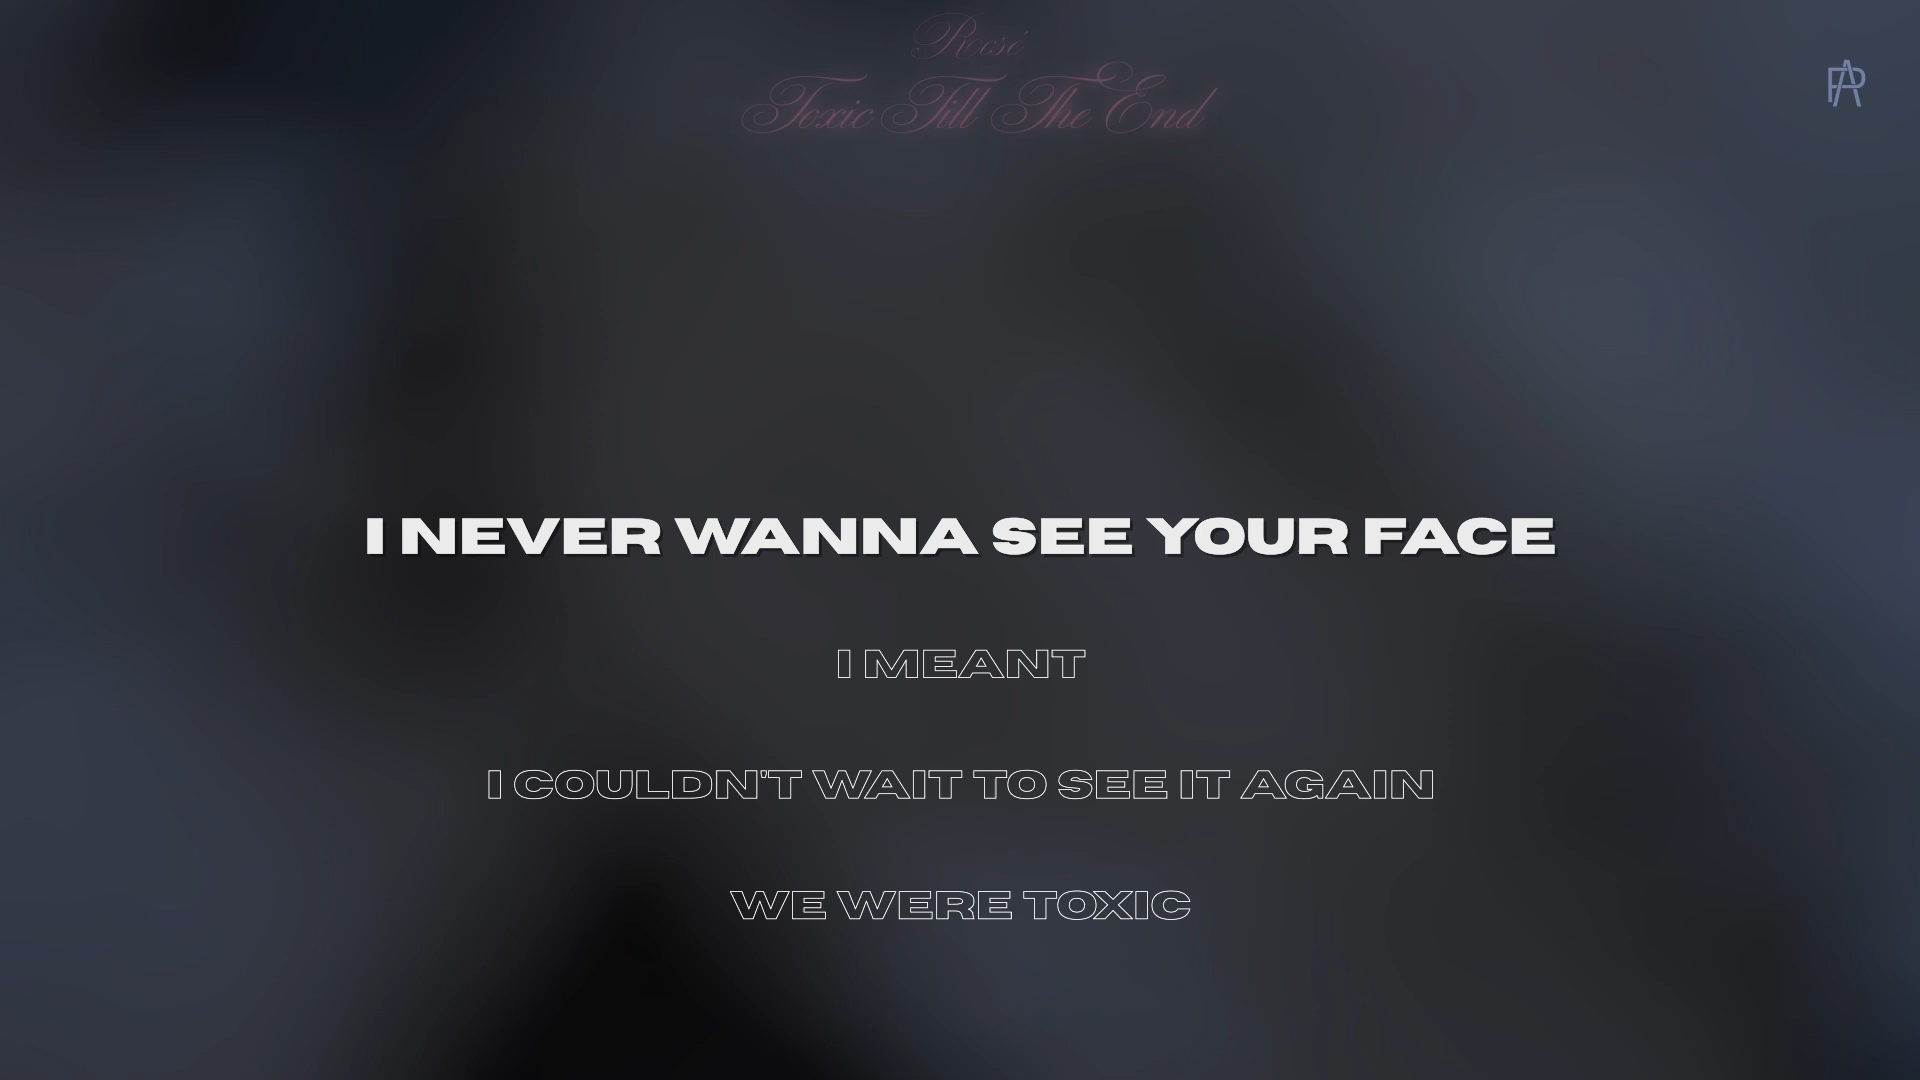 Rosé
Toxic Till The End
I NEVER WANNA SEE YOUR FACE
I MEANT
I COULDN'T WAIT TO SEE IT AGAIN
WE WERE TOXIC